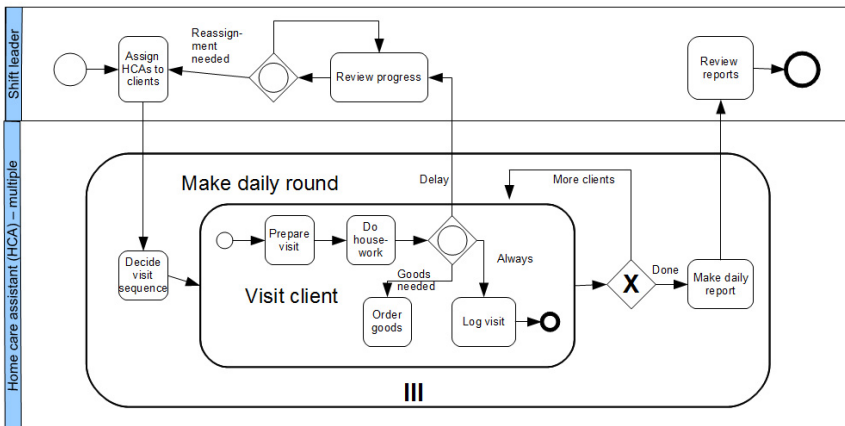 Shift leader
Assign
HCAs to
clients
Reassign-
ment
needed
Review progress
Review
reports
Home care assistant (HCA) – multiple
Make daily round
Delay
More clients
Decide
visit
sequence
Prepare
visit
Do
house-
work
Visit client
Goods
needed
Always
Order
goods
Log visit
X
Done
Make daily
report
III